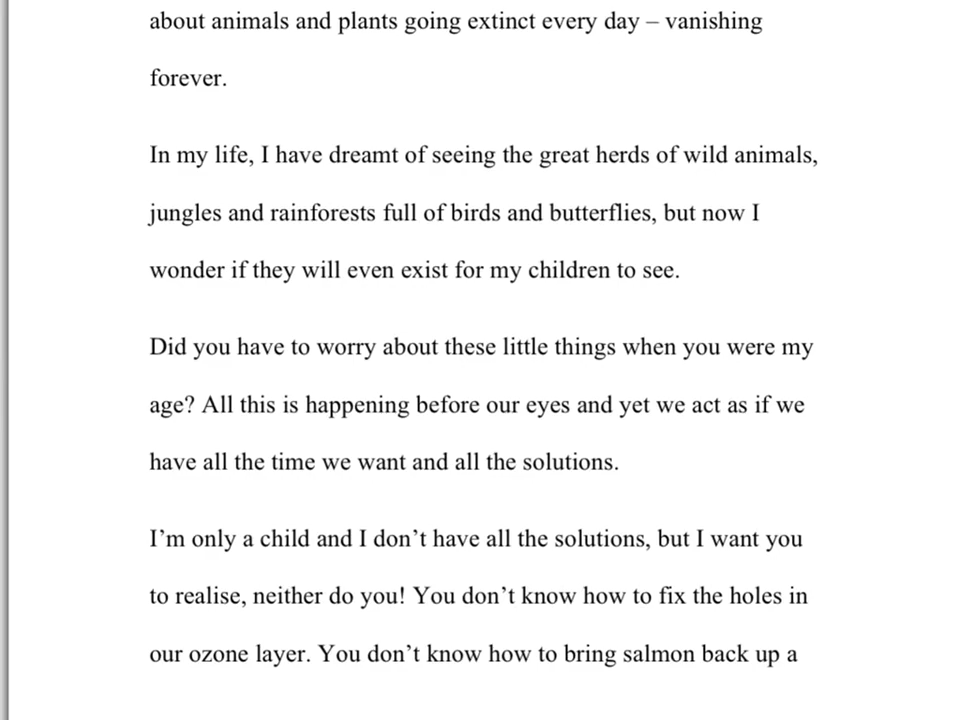 about animals and plants going extinct every day – vanishing
forever.
In my life, I have dreamt of seeing the great herds of wild animals,
jungles and rainforests full of birds and butterflies, but now I
wonder if they will even exist for my children to see.
Did you have to worry about these little things when you were my
age? All this is happening before our eyes and yet we act as if we
have all the time we want and all the solutions.
I’m only a child and I don’t have all the solutions, but I want you
to realise, neither do you! You don’t know how to fix the holes in
our ozone layer. You don’t know how to bring salmon back up a